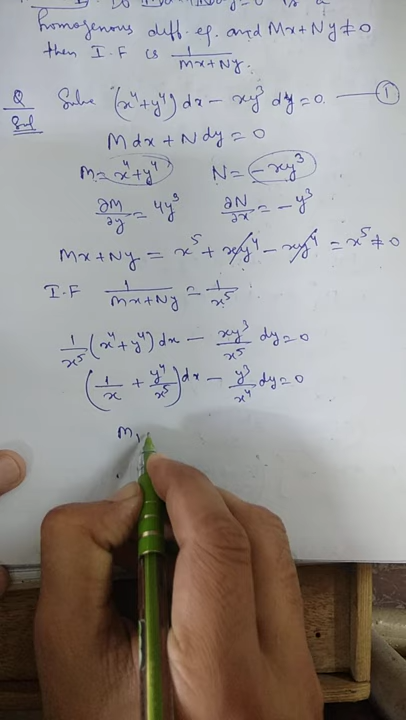 homogenous diff. eq. and Mx+Ny≠0
then I.F is 1/(Mx+Ny).
Q Solve (x⁴+y⁴) dx − xy³ dy = 0. — ①
Sol
Mdx + Ndy = 0
M = x⁴+y⁴ N = −xy³
∂M/∂y = 4y³ ∂N/∂x = −y³
Mx+Ny = x⁵ + xy⁴ − xy⁴ = x⁵ ≠ 0
I.F 1/(Mx+Ny) = 1/x⁵
1/x⁵ (x⁴+y⁴) dx − xy³/x⁵ dy = 0
(1/x + y⁴/x⁵) dx − y³/x⁴ dy = 0
M₁